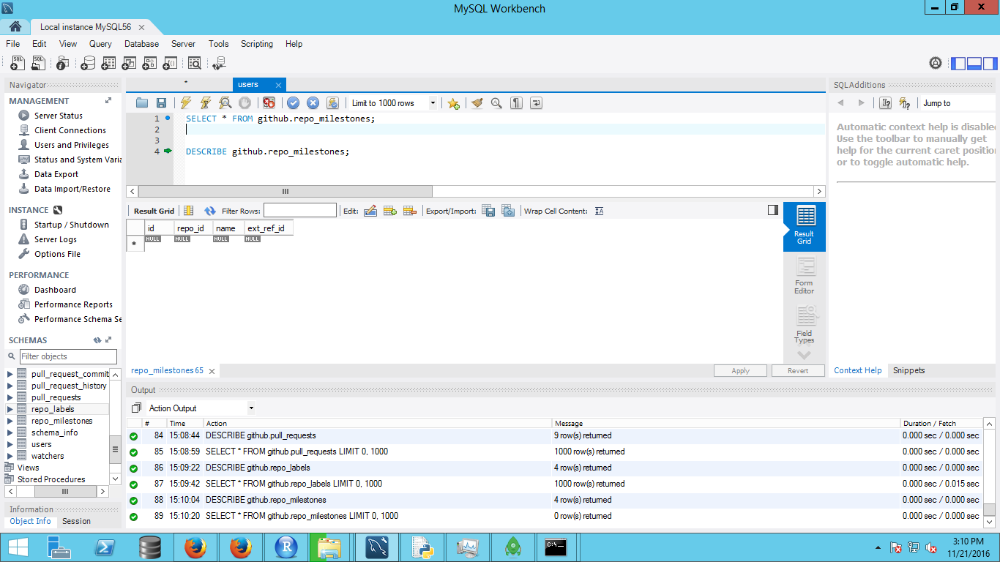 MySQL Workbench
Local instance MySQL56
File Edit View Query Database Server Tools Scripting Help
Navigator
MANAGEMENT
Server Status
Client Connections
Users and Privileges
Status and System Varia
Data Export
Data Import/Restore
INSTANCE
Startup / Shutdown
Server Logs
Options File
PERFORMANCE
Dashboard
Performance Reports
Performance Schema Se
SCHEMAS
Filter objects
pull_request_commit
pull_request_history
pull_requests
repo_labels
repo_milestones
schema_info
users
watchers
Views
Stored Procedures
Information
Object Info Session
users
Limit to 1000 rows
1 SELECT * FROM github.repo_milestones;
2
3
4 DESCRIBE github.repo_milestones;
Result Grid Filter Rows: Edit: Export/Import: Wrap Cell Content:
id repo_id name ext_ref_id
* NULL NULL NULL NULL
Result Grid
Form Editor
Field Types
repo_milestones 65
Apply Revert
SQLAdditions
Jump to
Automatic context help is disabled
Use the toolbar to manually get
help for the current caret position
or to toggle automatic help.
Context Help Snippets
Output
Action Output
# Time Action Message Duration / Fetch
84 15:08:44 DESCRIBE github.pull_requests 9 row(s) returned 0.000 sec / 0.000 sec
85 15:08:59 SELECT * FROM github.pull_requests LIMIT 0, 1000 1000 row(s) returned 0.000 sec / 0.000 sec
86 15:09:22 DESCRIBE github.repo_labels 4 row(s) returned 0.000 sec / 0.000 sec
87 15:09:42 SELECT * FROM github.repo_labels LIMIT 0, 1000 1000 row(s) returned 0.000 sec / 0.015 sec
88 15:10:04 DESCRIBE github.repo_milestones 4 row(s) returned 0.000 sec / 0.000 sec
89 15:10:20 SELECT * FROM github.repo_milestones LIMIT 0, 1000 0 row(s) returned 0.000 sec / 0.000 sec
3:10 PM
11/21/2016